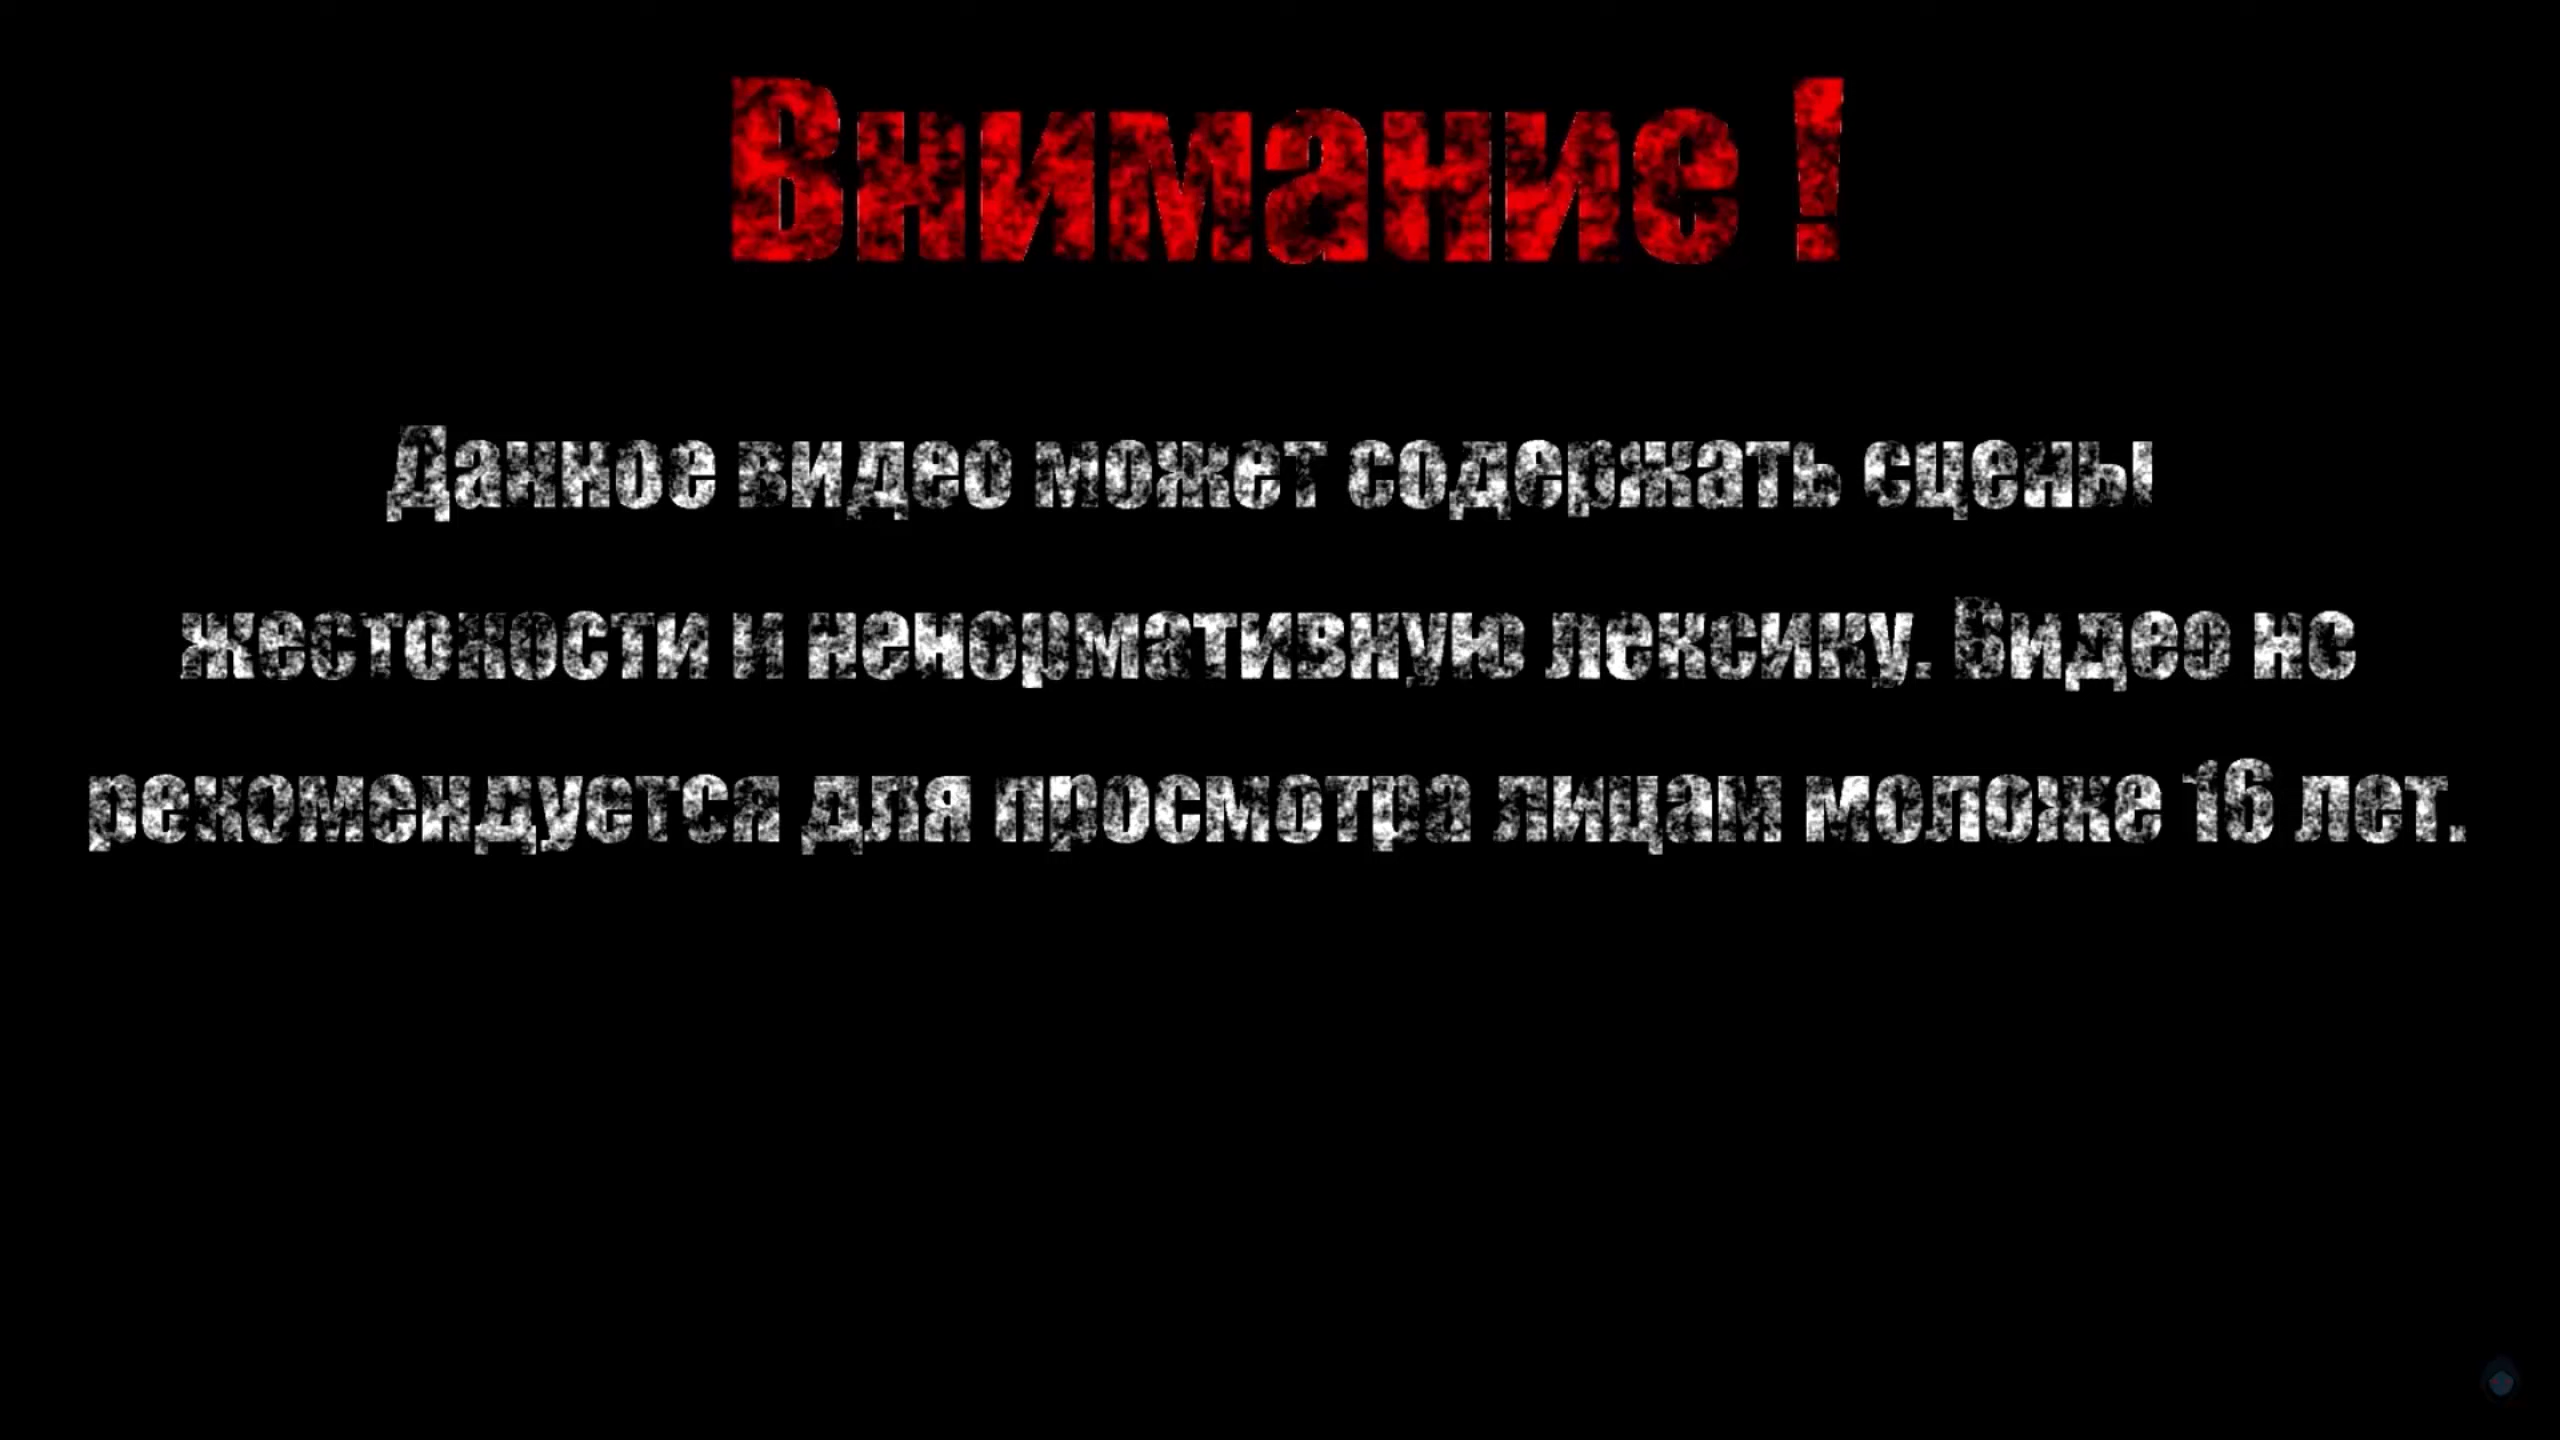 Внимание !
Данное видео может содержать сцены
жестокости и ненормативную лексику. Видео не
рекомендуется для просмотра лицам моложе 16 лет.